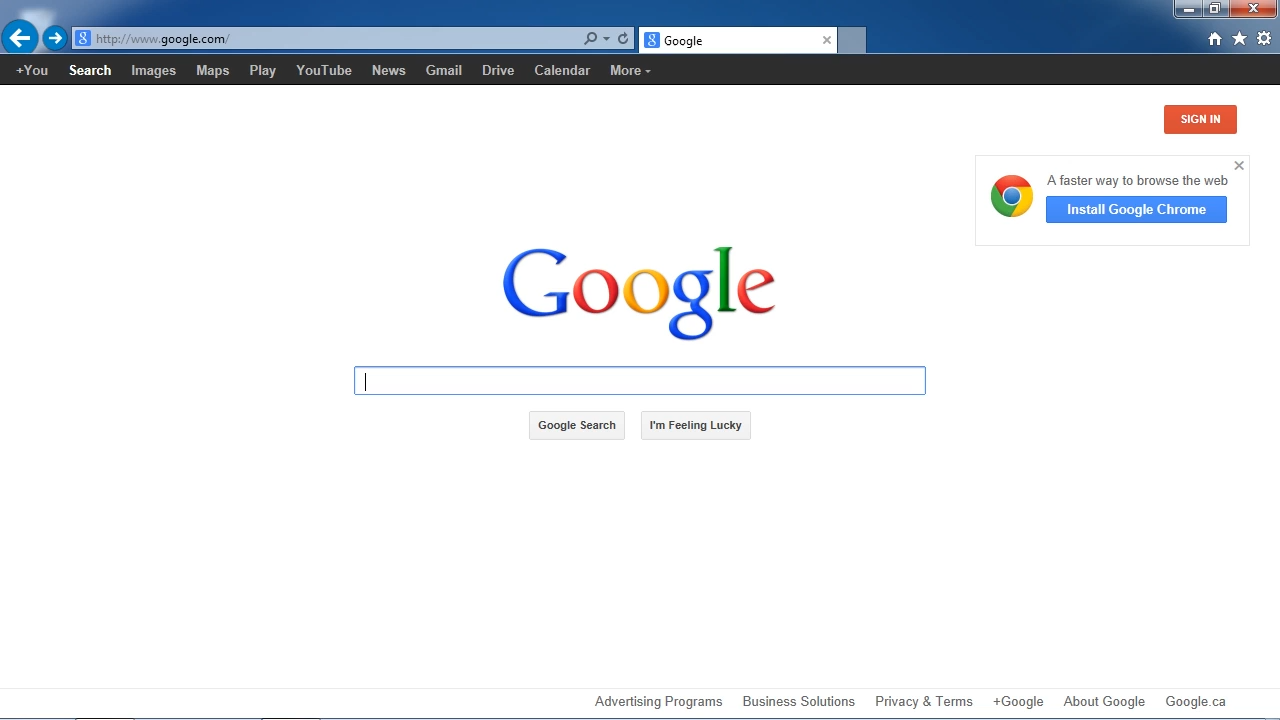 http://www.google.com/
Google
+You Search Images Maps Play YouTube News Gmail Drive Calendar More
SIGN IN
A faster way to browse the web
Install Google Chrome
Google
Google Search I'm Feeling Lucky
Advertising Programs Business Solutions Privacy & Terms +Google About Google Google.ca